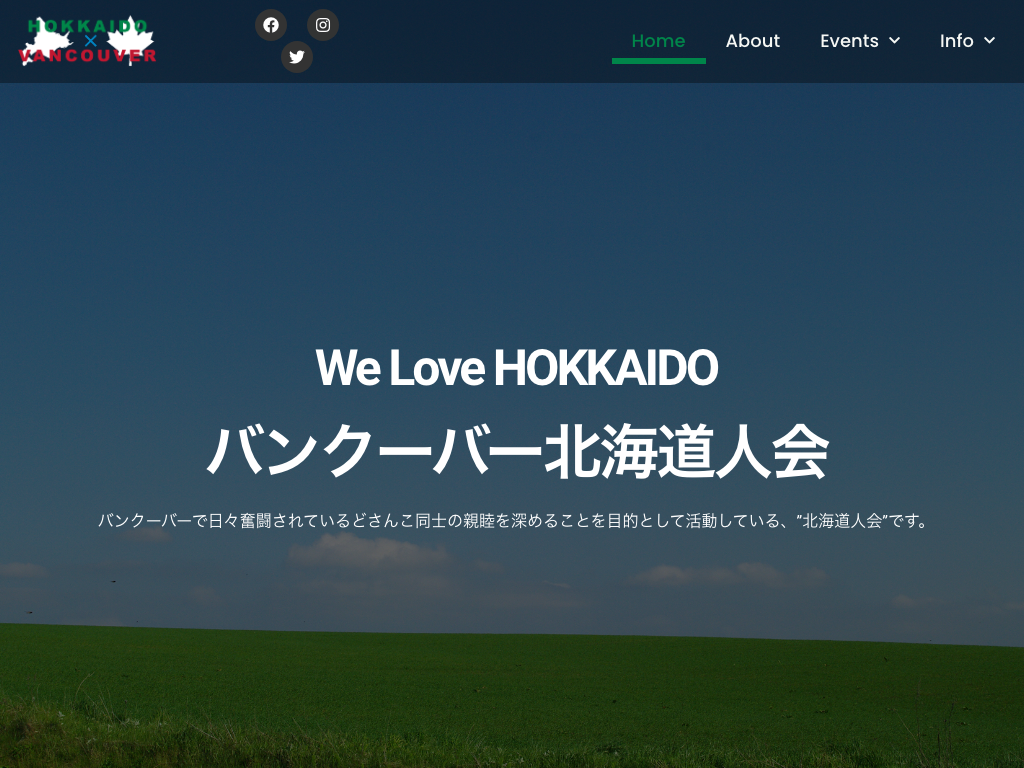 HOKKAIDO
×
VANCOUVER
Home
About
Events
Info
We Love HOKKAIDO
バンクーバー北海道人会
バンクーバーで日々奮闘されているどさんこ同士の親睦を深めることを目的として活動している、”北海道人会”です。